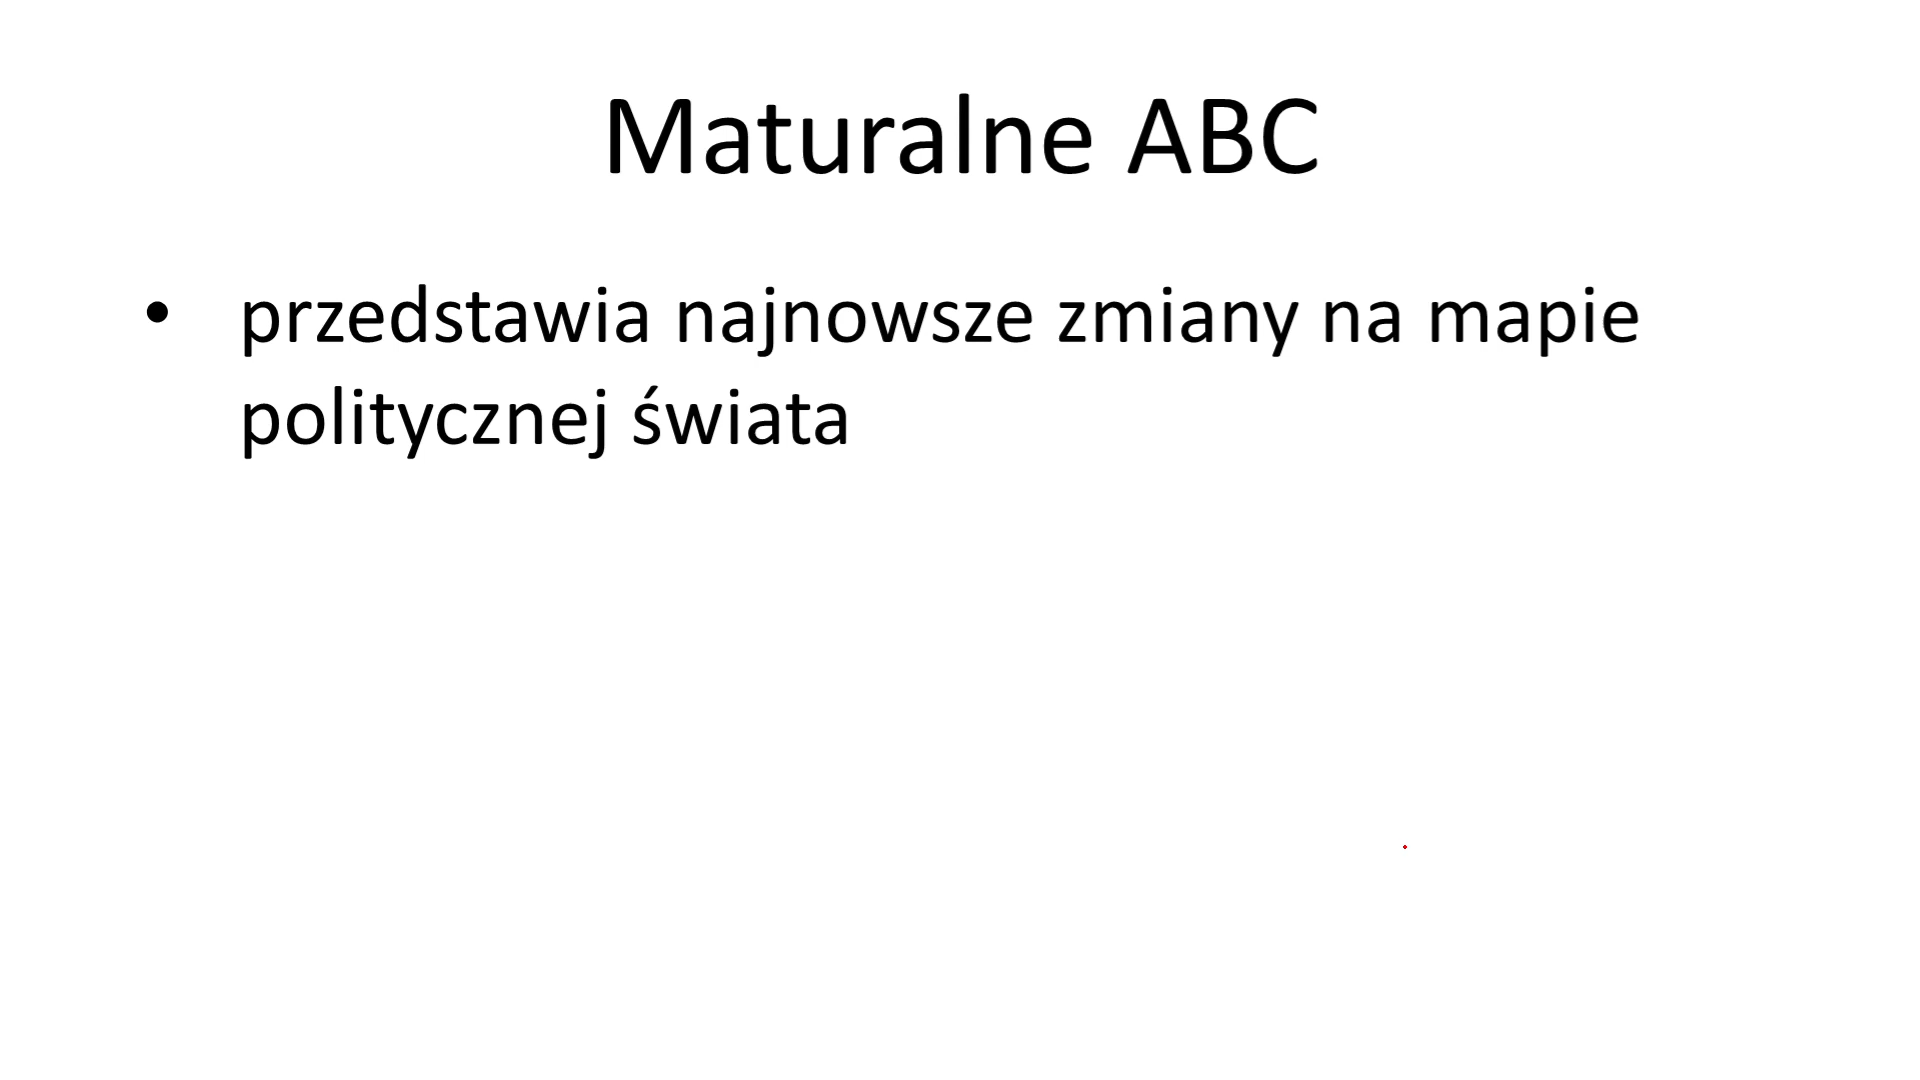 Maturalne ABC
• przedstawia najnowsze zmiany na mapie
politycznej świata